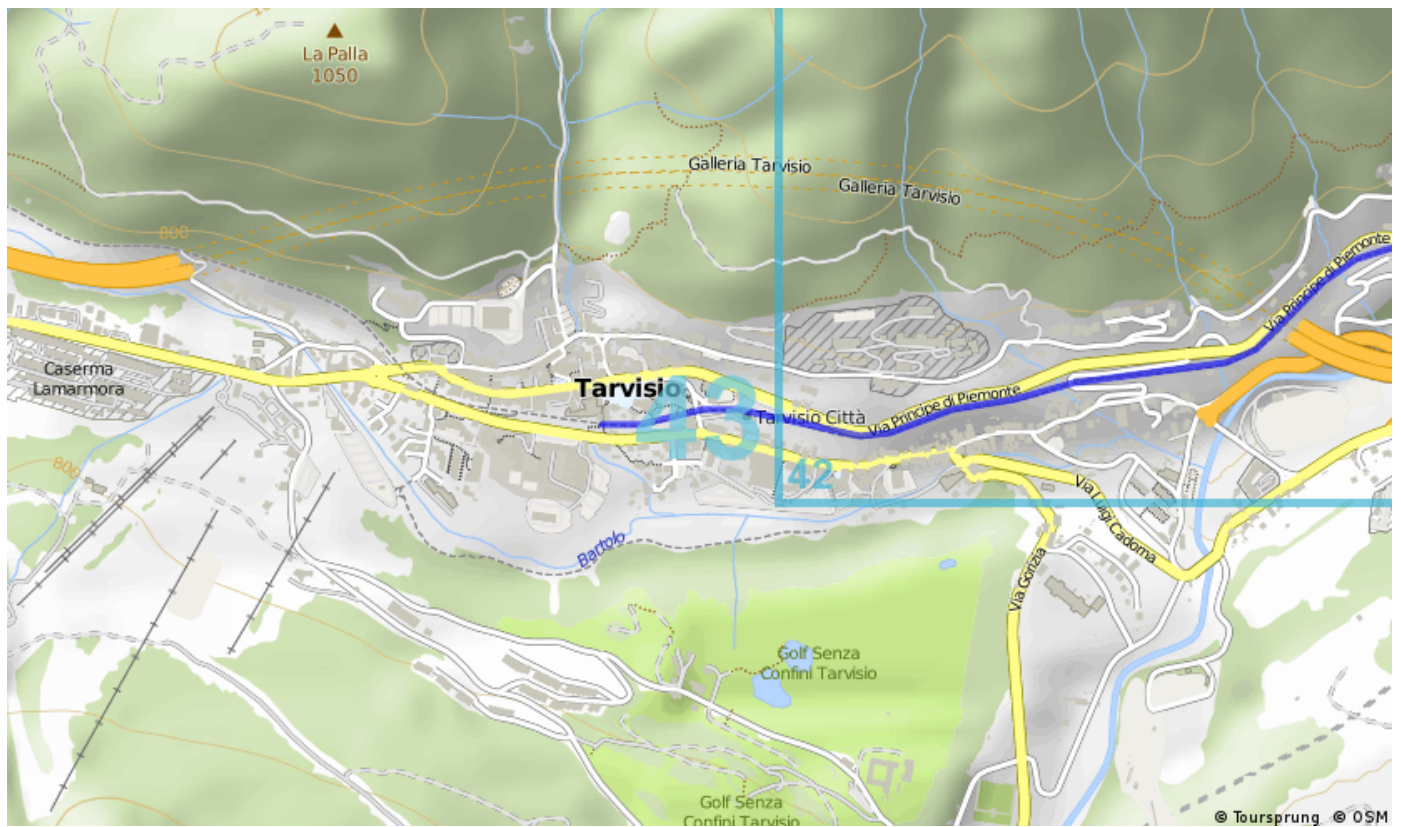 La Palla
1050
Galleria Tarvisio
Galleria Tarvisio
800
Via Principe di Piemonte
Caserma
Lamarmora
Tarvisio
43
Tarvisio Città
Via Principe di Piemonte
800
42
Via Luigi Cadorna
Bartolo
Via Gorizia
Golf Senza
Confini Tarvisio
Golf Senza
Confini Tarvisio
© Toursprung © OSM